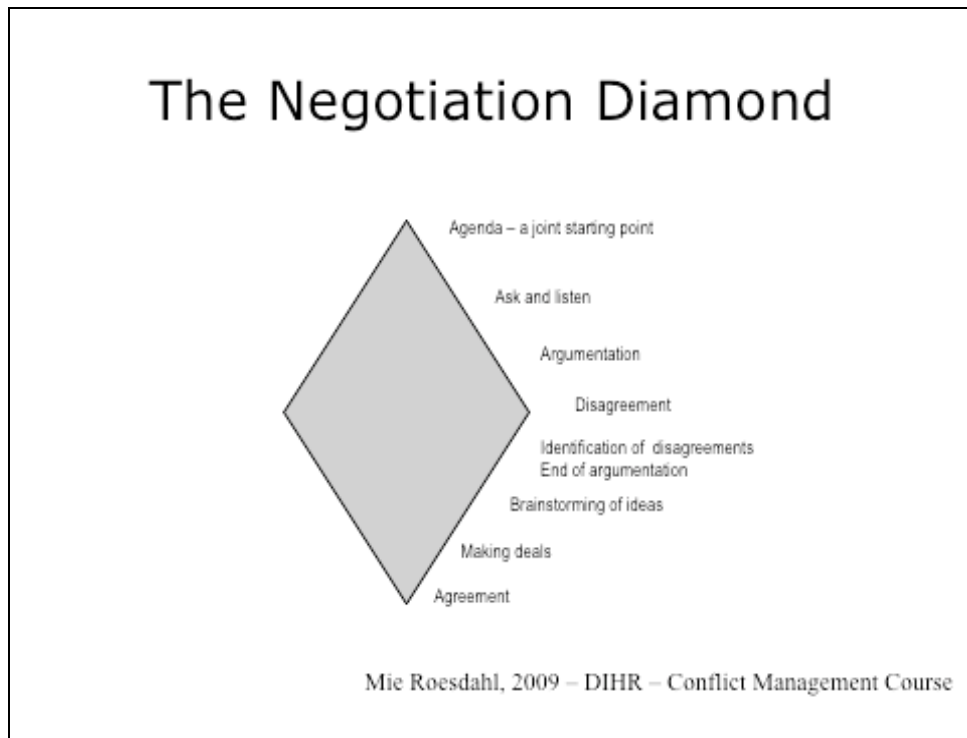 The Negotiation Diamond
Agenda – a joint starting point
Ask and listen
Argumentation
Disagreement
Identification of disagreements
End of argumentation
Brainstorming of ideas
Making deals
Agreement
Mie Roesdahl, 2009 – DIHR – Conflict Management Course